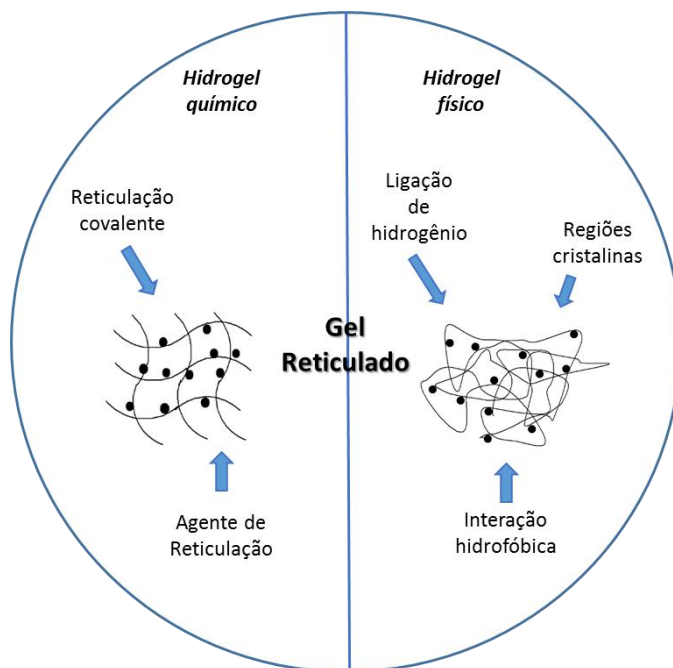 Hidrogel
químico
Hidrogel
físico
Reticulação
covalente
Ligação
de
hidrogênio
Regiões
cristalinas
Gel
Reticulado
Agente de
Reticulação
Interação
hidrofóbica